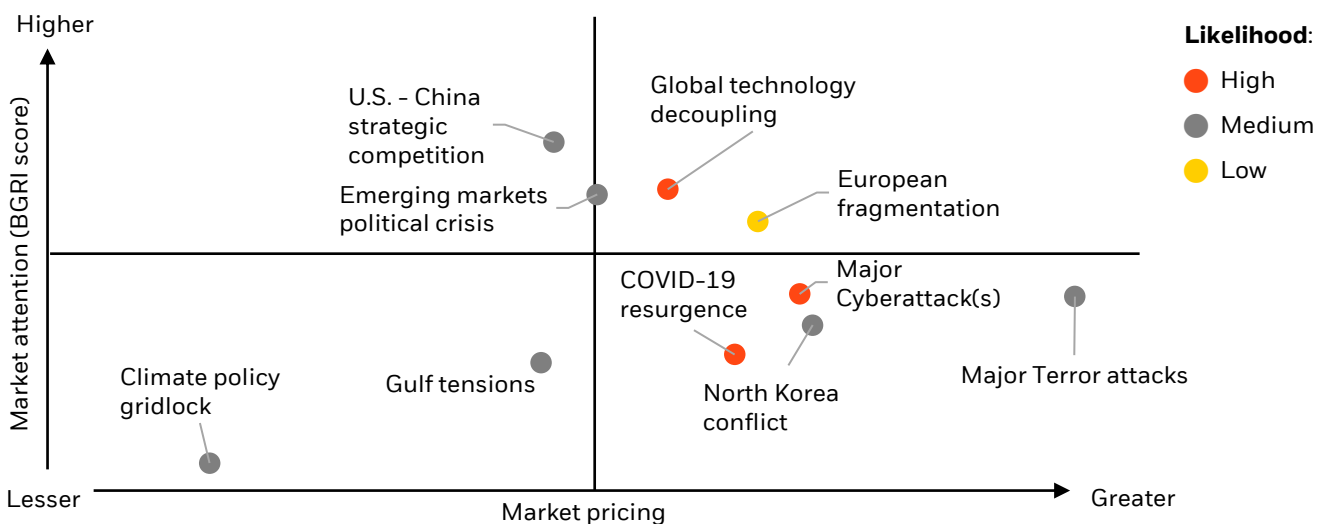 Higher
Likelihood:
High
Medium
Low
Market attention (BGRI score)
U.S. - China
strategic
competition
Global technology
decoupling
Emerging markets
political crisis
European
fragmentation
COVID-19
resurgence
Major
Cyberattack(s)
Climate policy
gridlock
Gulf tensions
North Korea
conflict
Major Terror attacks
Lesser
Market pricing
Greater